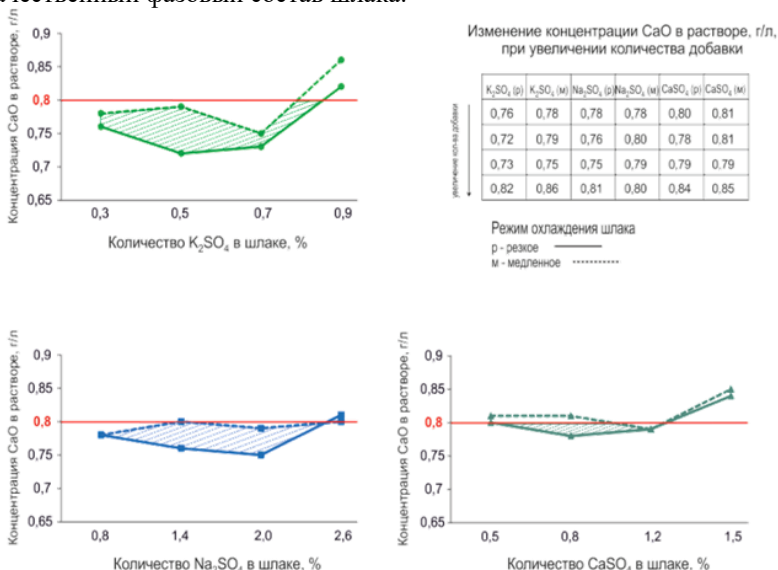 чественный фазовый состав шлака.
Концентрация CaO в растворе, г/л
0,9
0,85
0,8
0,75
0,7
0,65
0,3 0,5 0,7 0,9
Количество K₂SO₄ в шлаке, %
Изменение концентрации CaO в растворе, г/л,
при увеличении количества добавки
увеличение кол-ва добавки
K₂SO₄ (р) K₂SO₄ (м) Na₂SO₄ (р) Na₂SO₄ (м) CaSO₄ (р) CaSO₄ (м)
0,76 0,78 0,78 0,78 0,80 0,81
0,72 0,79 0,76 0,80 0,78 0,81
0,73 0,75 0,75 0,79 0,79 0,79
0,82 0,86 0,81 0,80 0,84 0,85
Режим охлаждения шлака
р - резкое
м - медленное
Концентрация CaO в растворе, г/л
0,9
0,85
0,8
0,75
0,7
0,65
0,8 1,4 2,0 2,6
Количество Na₂SO₄ в шлаке, %
Концентрация CaO в растворе, г/л
0,9
0,85
0,8
0,75
0,7
0,65
0,5 0,8 1,2 1,5
Количество CaSO₄ в шлаке, %